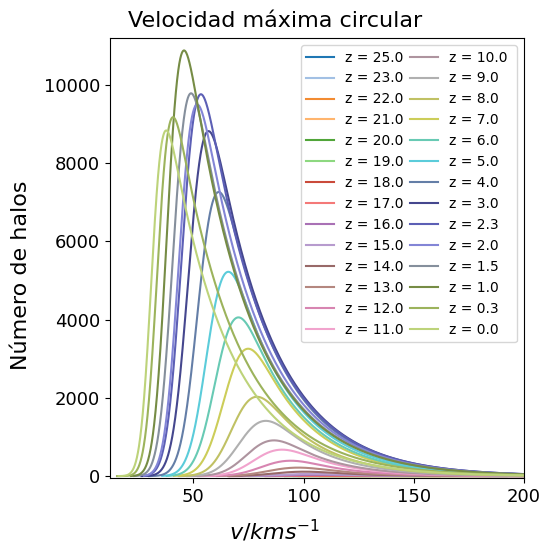 Velocidad máxima circular
Número de halos
10000
8000
6000
4000
2000
0
z = 25.0
z = 23.0
z = 22.0
z = 21.0
z = 20.0
z = 19.0
z = 18.0
z = 17.0
z = 16.0
z = 15.0
z = 14.0
z = 13.0
z = 12.0
z = 11.0
z = 10.0
z = 9.0
z = 8.0
z = 7.0
z = 6.0
z = 5.0
z = 4.0
z = 3.0
z = 2.3
z = 2.0
z = 1.5
z = 1.0
z = 0.3
z = 0.0
50 100 150 200
v/kms⁻¹